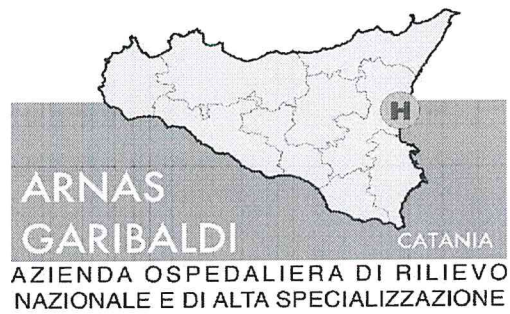 H
ARNAS
GARIBALDI
CATANIA
AZIENDA OSPEDALIERA DI RILIEVO
NAZIONALE E DI ALTA SPECIALIZZAZIONE